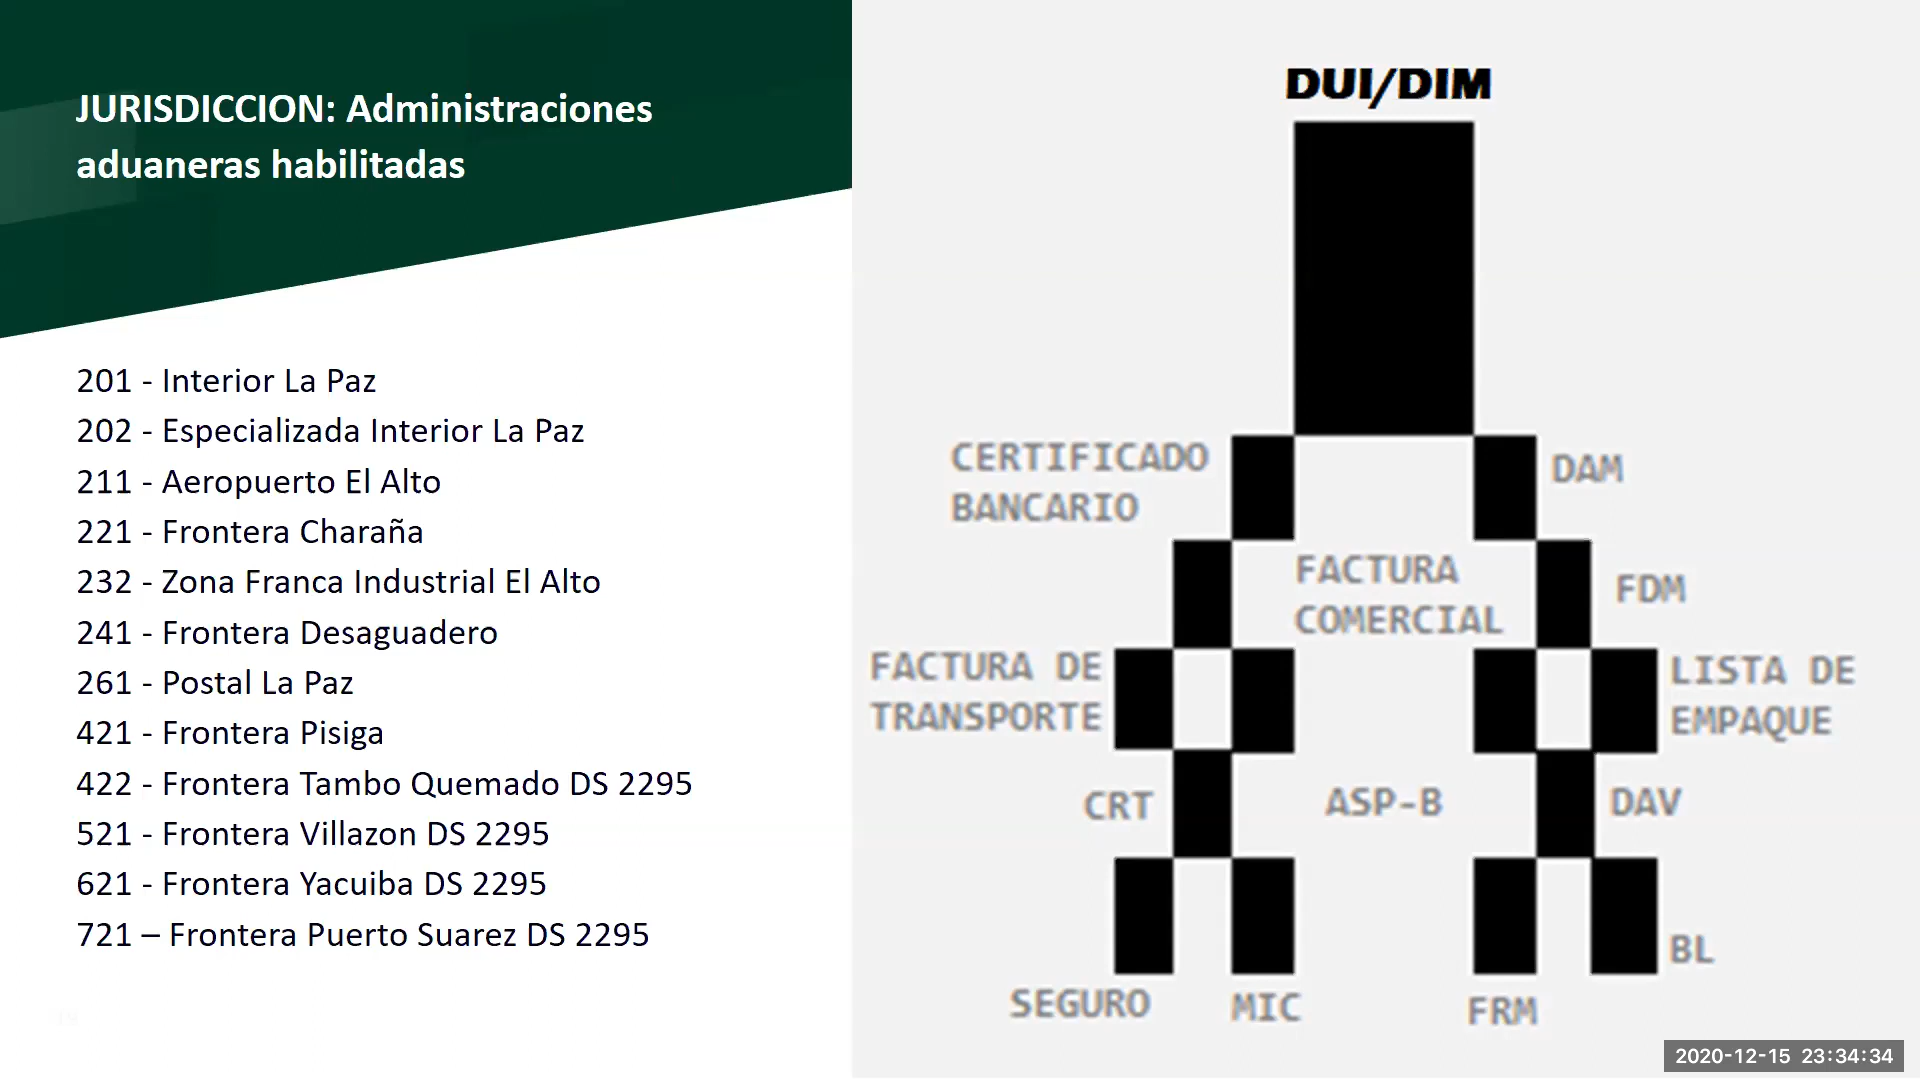 JURISDICCION: Administraciones
aduaneras habilitadas
201 - Interior La Paz
202 - Especializada Interior La Paz
211 - Aeropuerto El Alto
221 - Frontera Charaña
232 - Zona Franca Industrial El Alto
241 - Frontera Desaguadero
261 - Postal La Paz
421 - Frontera Pisiga
422 - Frontera Tambo Quemado DS 2295
521 - Frontera Villazon DS 2295
621 - Frontera Yacuiba DS 2295
721 – Frontera Puerto Suarez DS 2295
DUI/DIM
CERTIFICADO
BANCARIO
DAM
FACTURA
COMERCIAL
FDM
FACTURA DE
TRANSPORTE
LISTA DE
EMPAQUE
CRT
ASP-B
DAV
SEGURO
MIC
FRM
BL
2020-12-15 23:34:34